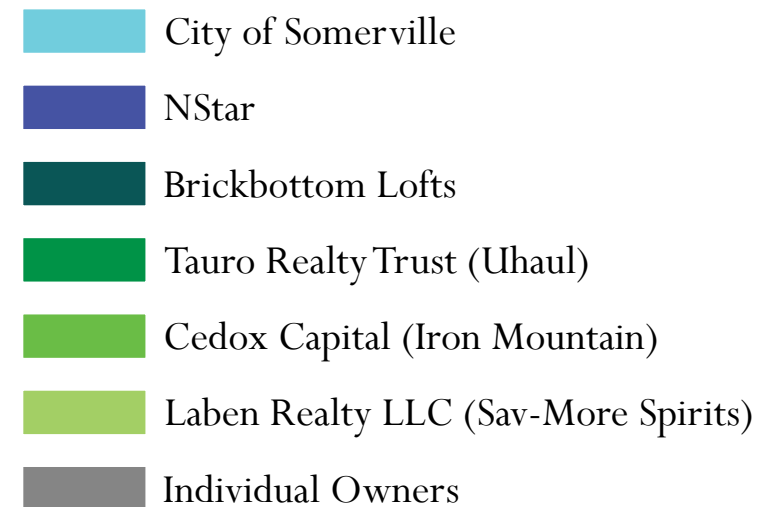 City of Somerville
NStar
Brickbottom Lofts
Tauro Realty Trust (Uhaul)
Cedox Capital (Iron Mountain)
Laben Realty LLC (Sav-More Spirits)
Individual Owners